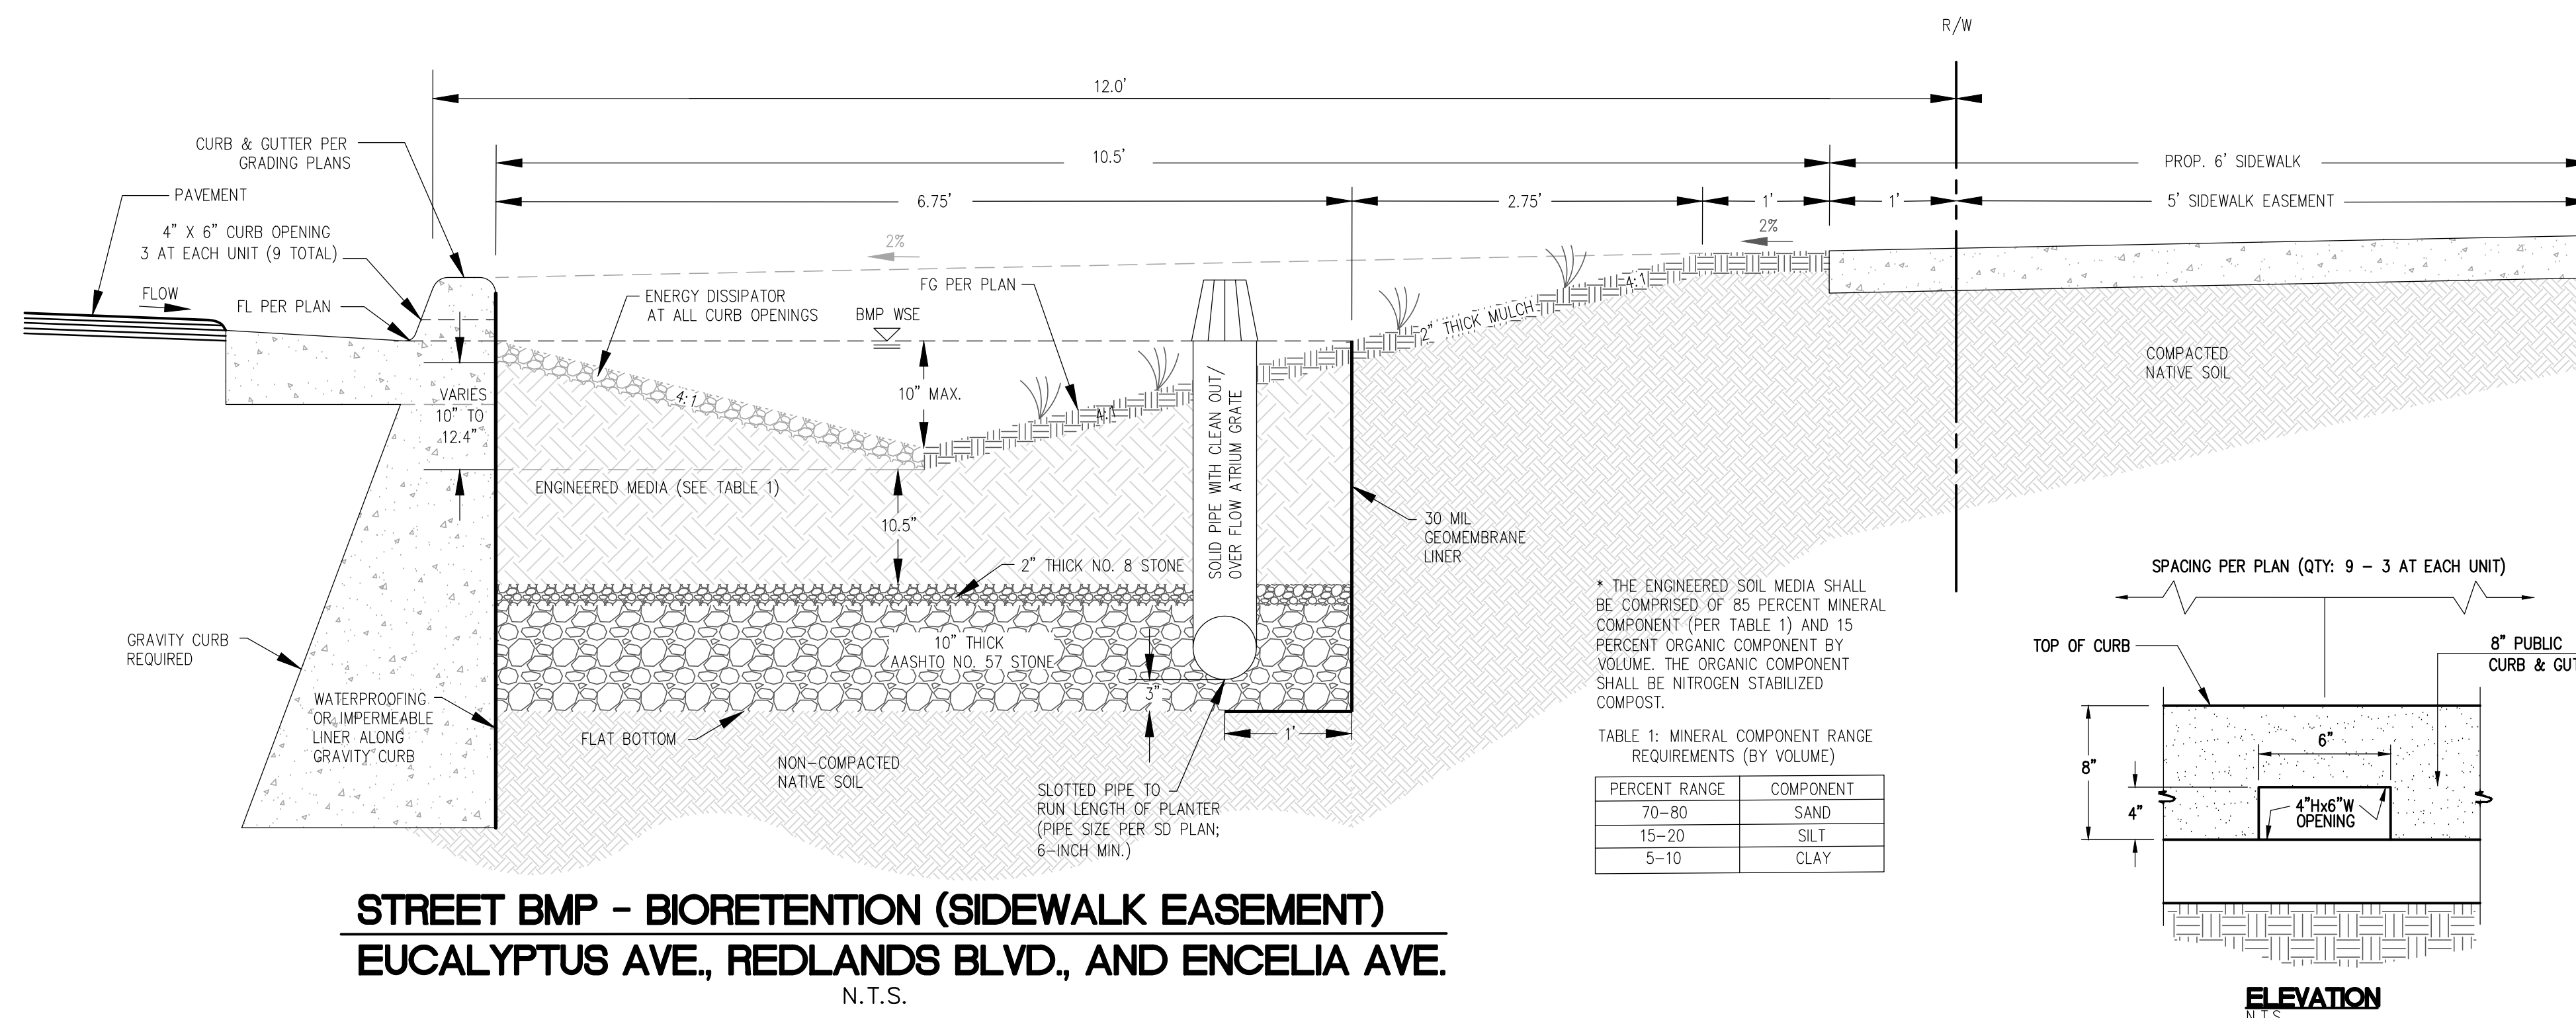 R/W
12.0'
CURB & GUTTER PER
GRADING PLANS
10.5'
PROP. 6' SIDEWALK
PAVEMENT
6.75'
2.75'
1'
1'
5' SIDEWALK EASEMENT
4" X 6" CURB OPENING
3 AT EACH UNIT (9 TOTAL)
2%
2%
FLOW
FL PER PLAN
ENERGY DISSIPATOR
AT ALL CURB OPENINGS
BMP WSE
FG PER PLAN
4:1
2" THICK MULCH
COMPACTED
NATIVE SOIL
VARIES
10" TO
12.4"
4:1
10" MAX.
4:1
SOLID PIPE WITH CLEAN OUT/
OVER FLOW ATRIUM GRATE
ENGINEERED MEDIA (SEE TABLE 1)
10.5"
30 MIL
GEOMEMBRANE
LINER
2" THICK NO. 8 STONE
GRAVITY CURB
REQUIRED
10" THICK
AASHTO NO. 57 STONE
3"
WATERPROOFING
OR IMPERMEABLE
LINER ALONG
GRAVITY CURB
FLAT BOTTOM
1'
NON-COMPACTED
NATIVE SOIL
SLOTTED PIPE TO
RUN LENGTH OF PLANTER
(PIPE SIZE PER SD PLAN;
6-INCH MIN.)
* THE ENGINEERED SOIL MEDIA SHALL
BE COMPRISED OF 85 PERCENT MINERAL
COMPONENT (PER TABLE 1) AND 15
PERCENT ORGANIC COMPONENT BY
VOLUME. THE ORGANIC COMPONENT
SHALL BE NITROGEN STABILIZED
COMPOST.
TABLE 1: MINERAL COMPONENT RANGE
REQUIREMENTS (BY VOLUME)
PERCENT RANGE COMPONENT
70-80 SAND
15-20 SILT
5-10 CLAY
SPACING PER PLAN (QTY: 9 - 3 AT EACH UNIT)
TOP OF CURB
8" PUBLIC
CURB & GUT
6"
8"
4"
4"Hx6"W
OPENING
ELEVATION
N.T.S.
STREET BMP - BIORETENTION (SIDEWALK EASEMENT)
EUCALYPTUS AVE., REDLANDS BLVD., AND ENCELIA AVE.
N.T.S.